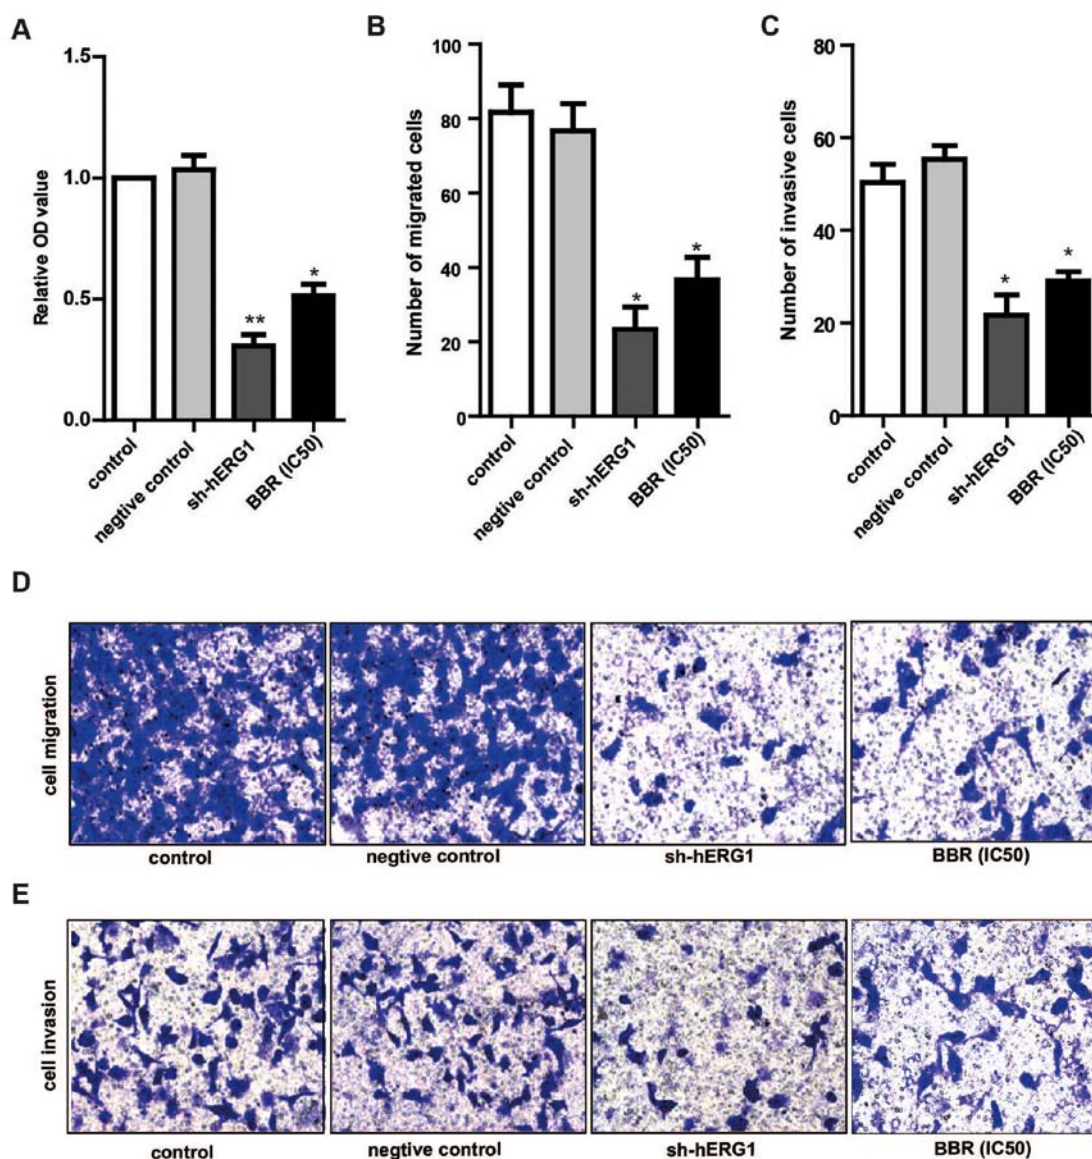 A
1.5
1.0
0.5
0.0
Relative OD value
**
*
control
negtive control
sh-hERG1
BBR (IC50)
B
100
80
60
40
20
0
Number of migrated cells
*
*
control
negtive control
sh-hERG1
BBR (IC50)
C
80
60
40
20
0
Number of invasive cells
*
*
control
negtive control
sh-hERG1
BBR (IC50)
D
cell migration
control
negtive control
sh-hERG1
BBR (IC50)
E
cell invasion
control
negtive control
sh-hERG1
BBR (IC50)